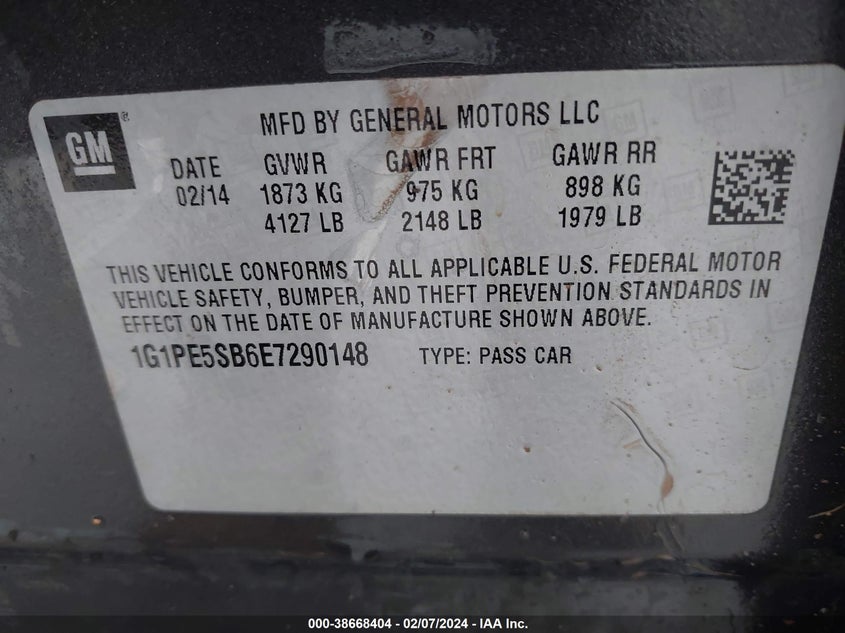 GM®
MFD BY GENERAL MOTORS LLC
DATE GVWR GAWR FRT GAWR RR
02/14 1873 KG 975 KG 898 KG
4127 LB 2148 LB 1979 LB
THIS VEHICLE CONFORMS TO ALL APPLICABLE U.S. FEDERAL MOTOR
VEHICLE SAFETY, BUMPER, AND THEFT PREVENTION STANDARDS IN
EFFECT ON THE DATE OF MANUFACTURE SHOWN ABOVE.
1G1PE5SB6E7290148 TYPE: PASS CAR
000-38668404 — 02/07/2024 — IAA Inc.